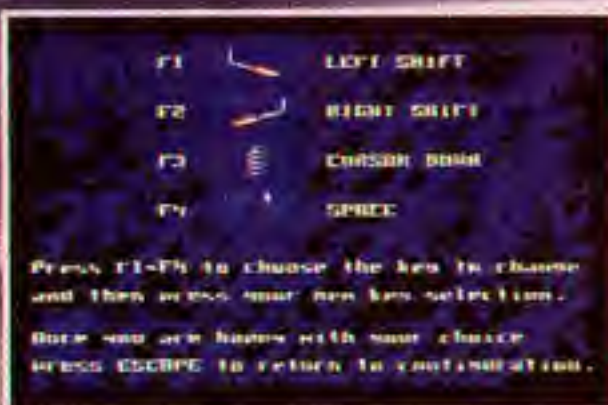 F1 LEFT SHIFT
F2 RIGHT SHIFT
F3 CURSOR DOWN
F4 SPACE
Press F1-F4 to choose the key to change
and then press your new key selection.
Once you are happy with your choice
press ESCAPE to return to configuration.